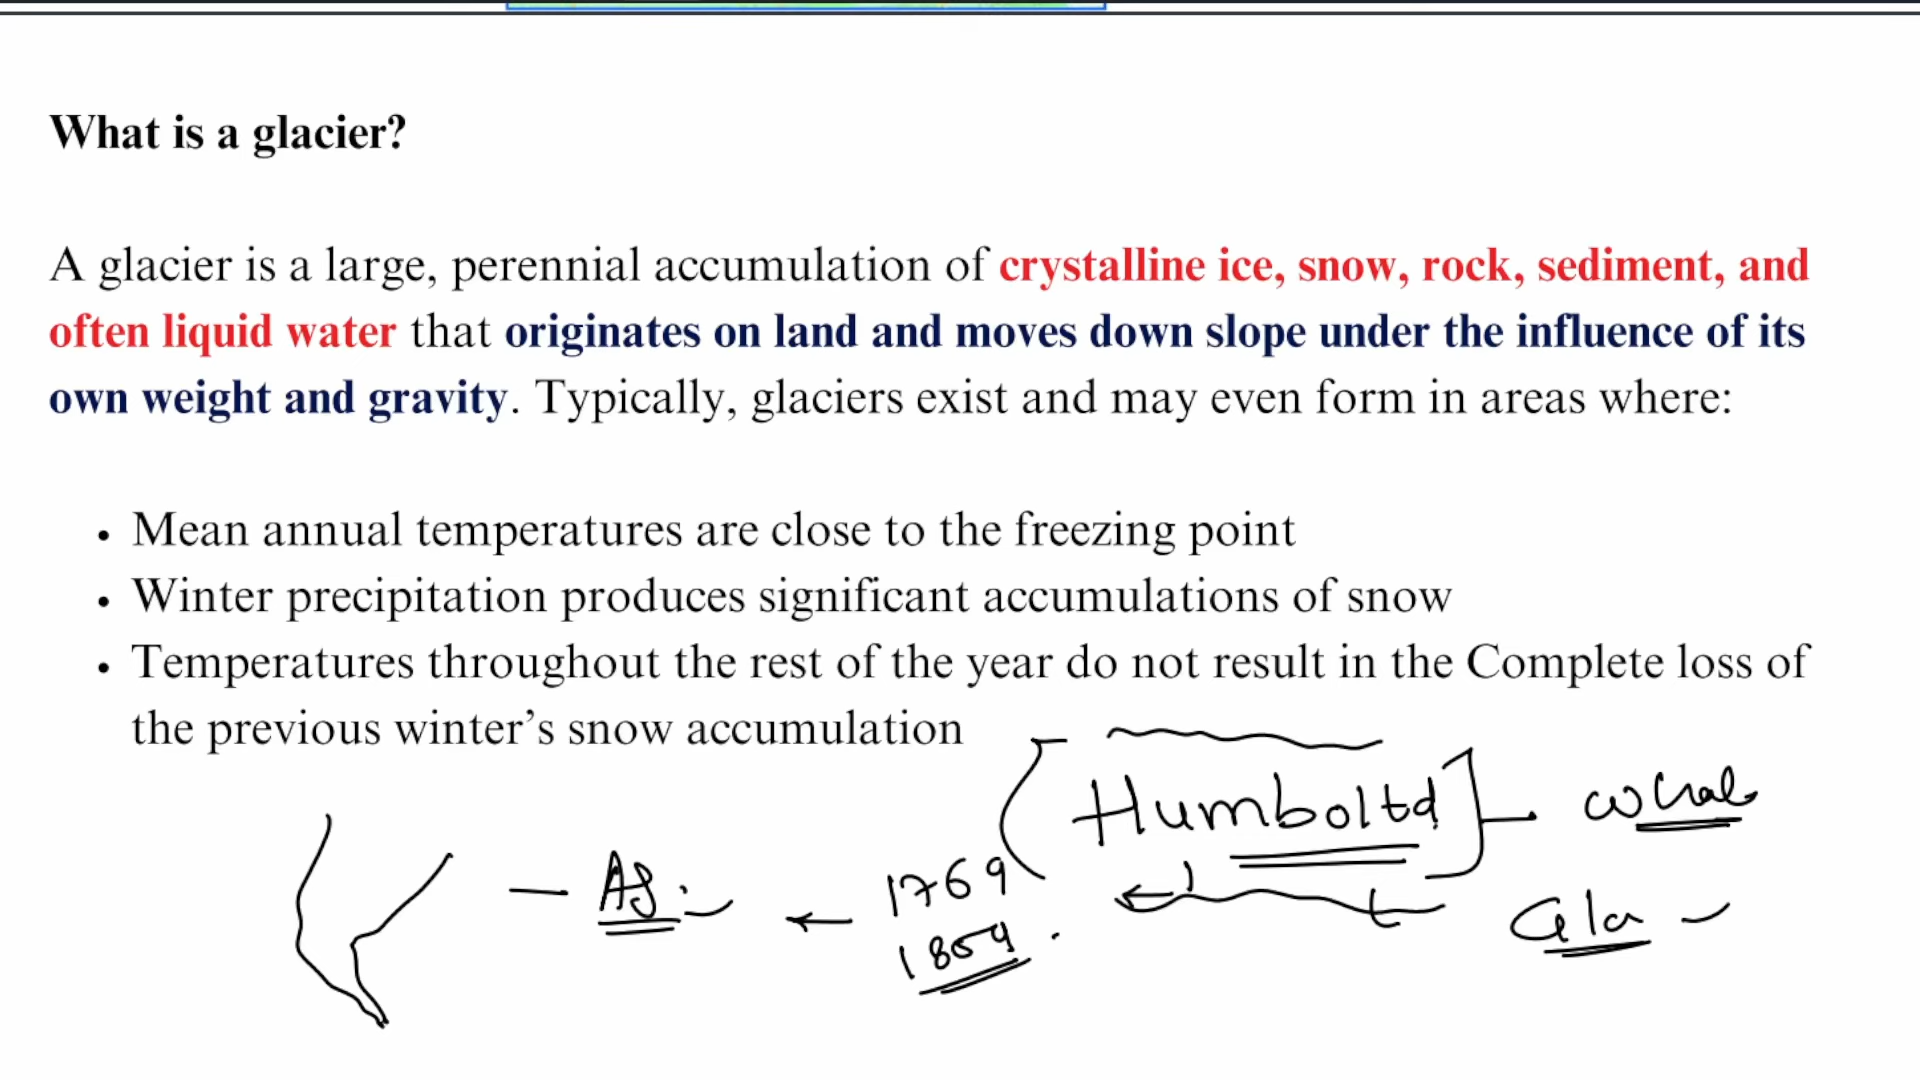 What is a glacier?
A glacier is a large, perennial accumulation of crystalline ice, snow, rock, sediment, and
often liquid water that originates on land and moves down slope under the influence of its
own weight and gravity. Typically, glaciers exist and may even form in areas where:
• Mean annual temperatures are close to the freezing point
• Winter precipitation produces significant accumulations of snow
• Temperatures throughout the rest of the year do not result in the Complete loss of
the previous winter’s snow accumulation
Humboltd
1769
1859
Gla